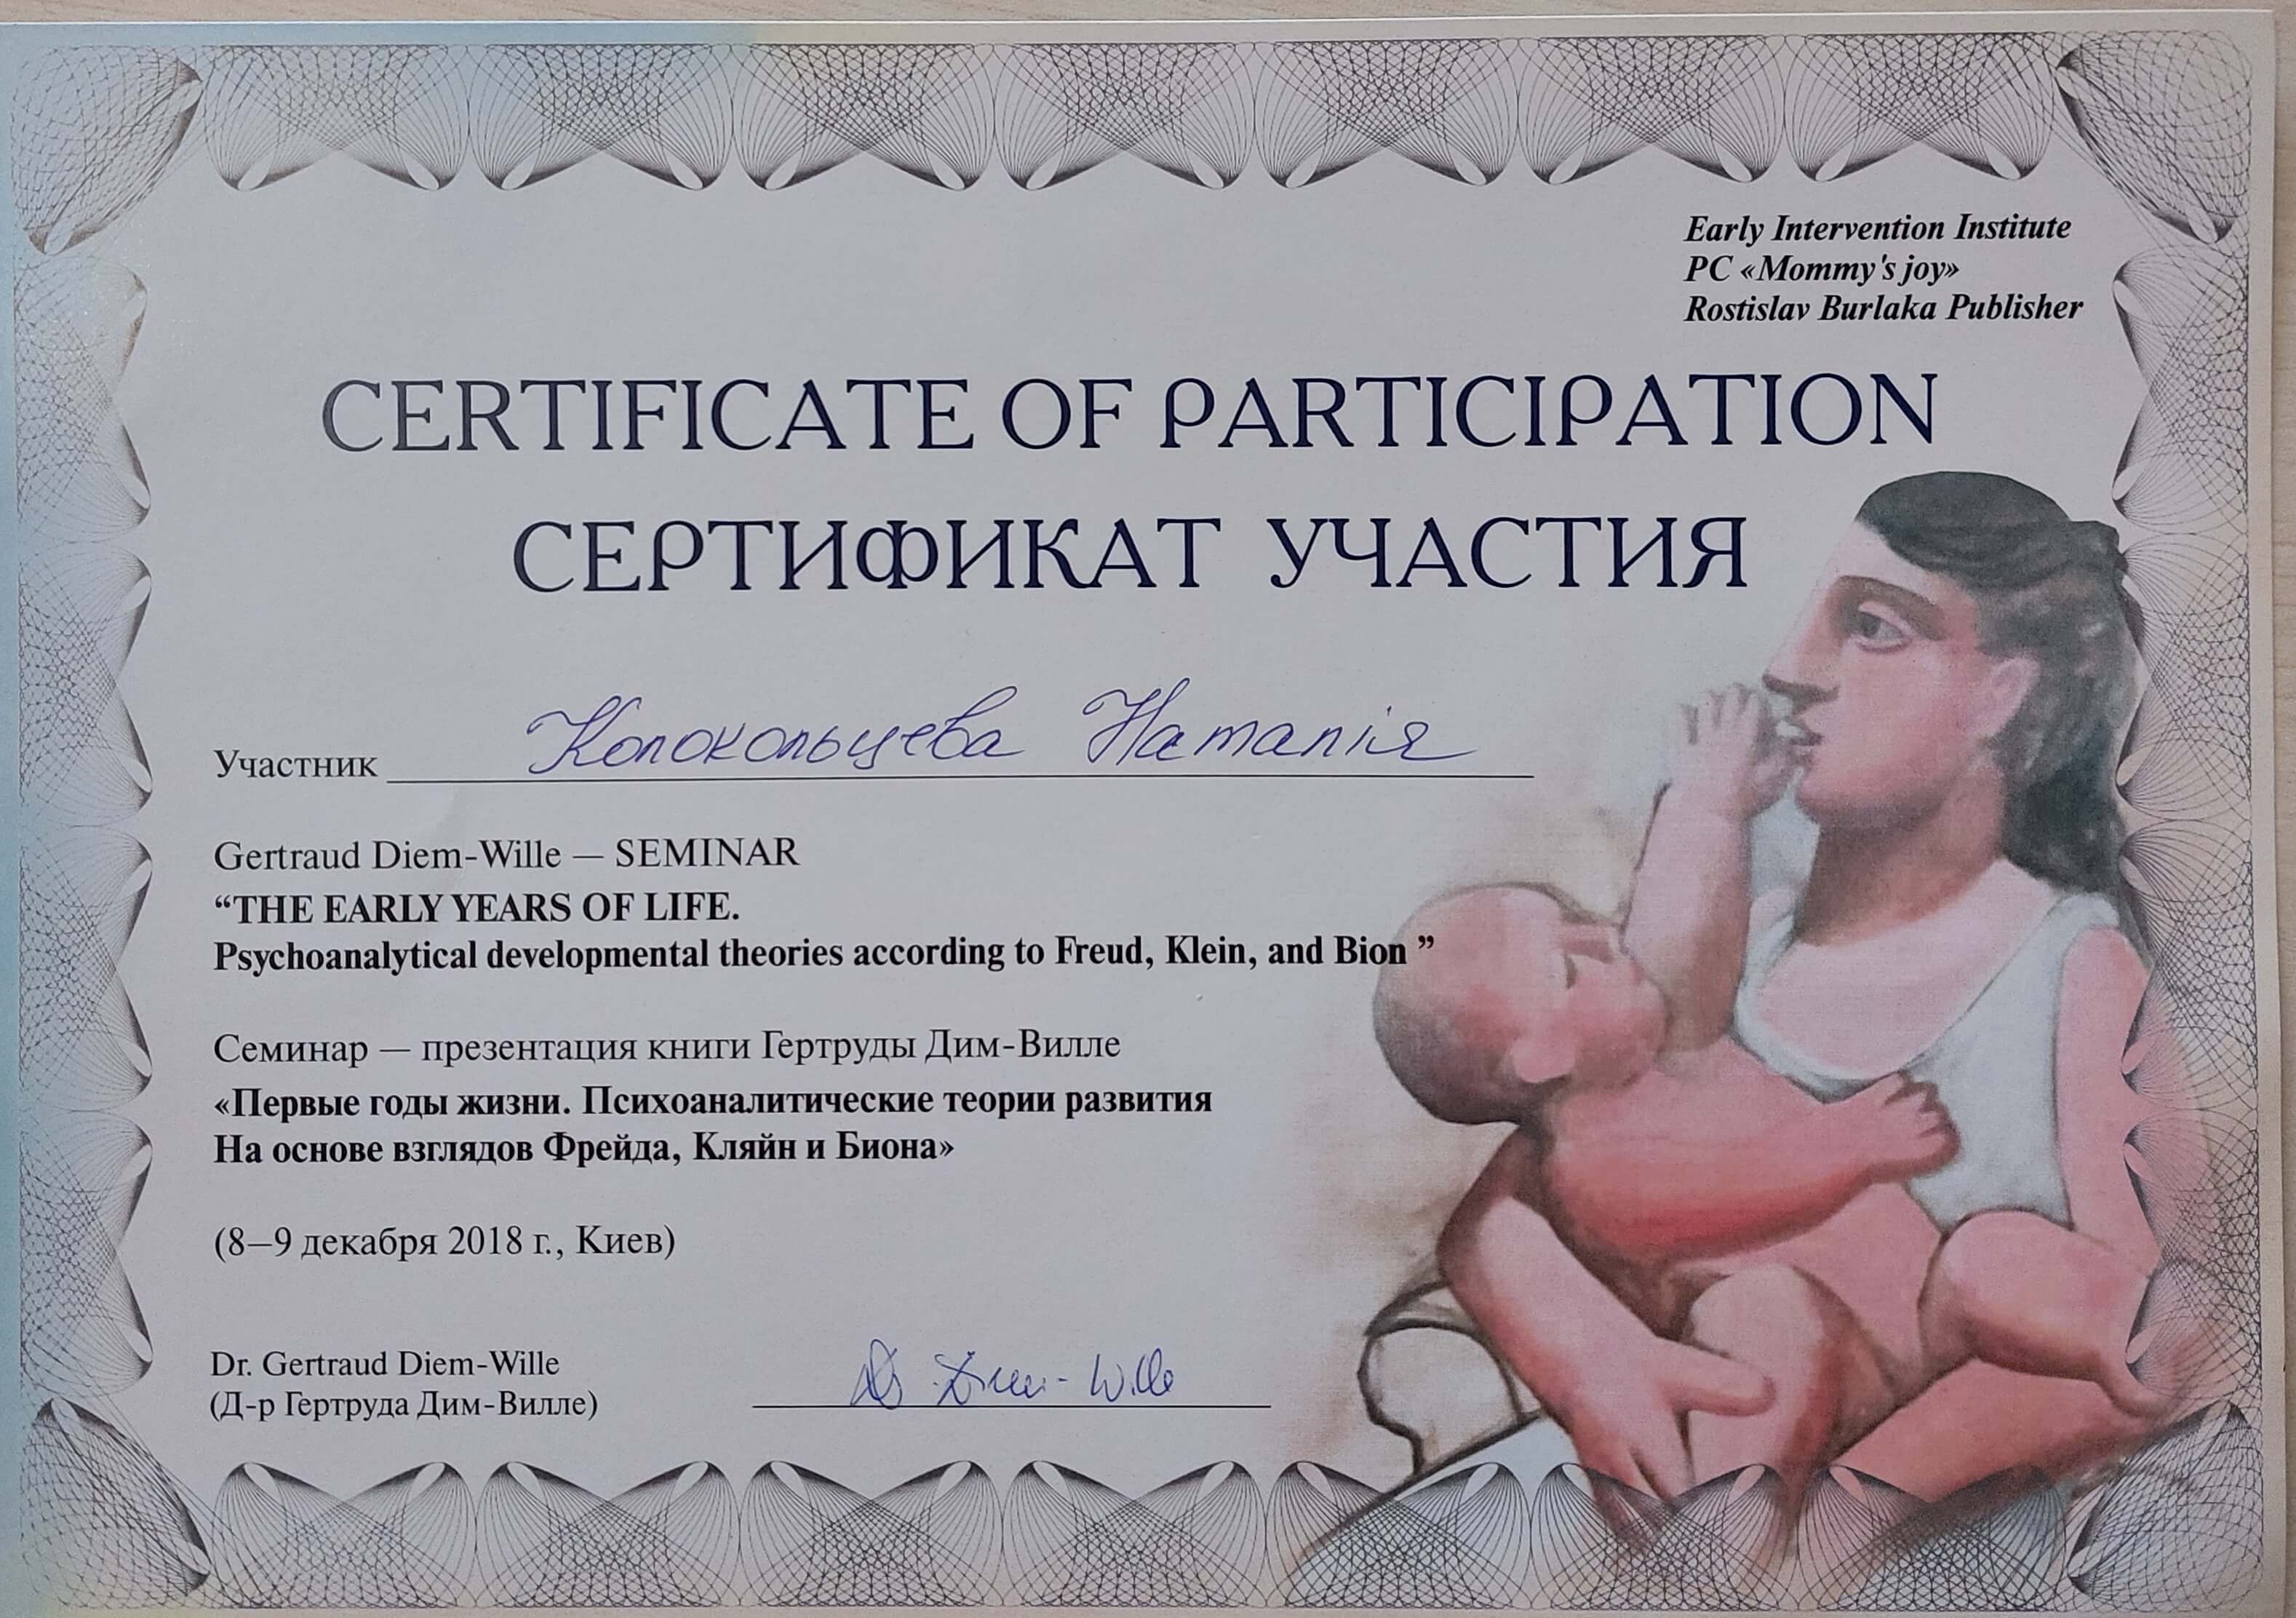 Early Intervention Institute
PC «Mommy's joy»
Rostislav Burlaka Publisher
CERTIFICATE OF PARTICIPATION
СЕРТИФИКАТ УЧАСТИЯ
Участник Колокольцева Наталія
Gertraud Diem-Wille — SEMINAR
“THE EARLY YEARS OF LIFE.
Psychoanalytical developmental theories according to Freud, Klein, and Bion ”
Семинар — презентация книги Гертруды Дим-Вилле
«Первые годы жизни. Психоаналитические теории развития
На основе взглядов Фрейда, Кляйн и Биона»
(8–9 декабря 2018 г., Киев)
Dr. Gertraud Diem-Wille
(Д-р Гертруда Дим-Вилле)
Diem-Wille